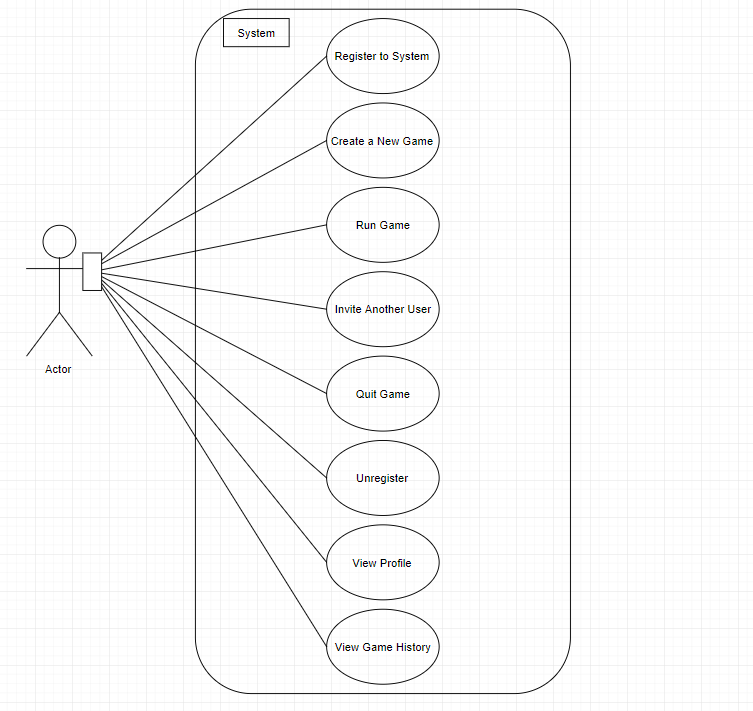 System
Register to System
Create a New Game
Run Game
Invite Another User
Quit Game
Unregister
View Profile
View Game History
Actor